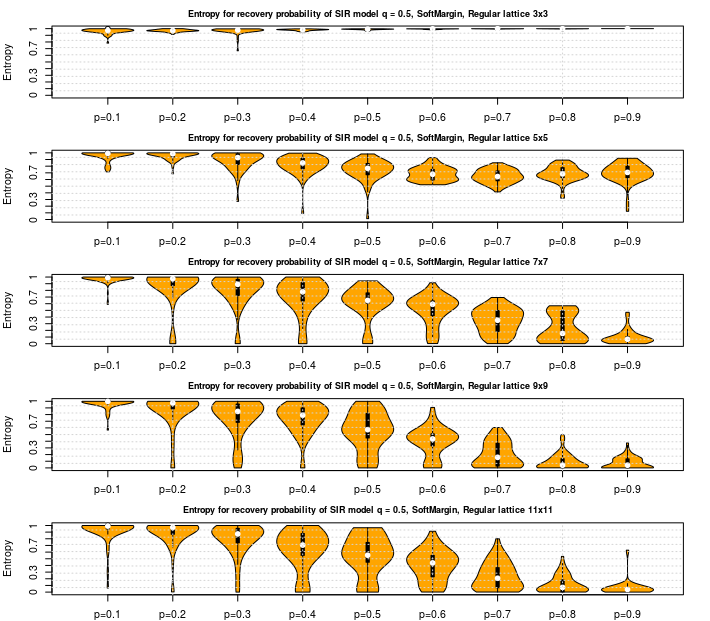 Entropy for recovery probability of SIR model q = 0.5, SoftMargin, Regular lattice 3x3
Entropy
0 0.3 0.7 1
p=0.1 p=0.2 p=0.3 p=0.4 p=0.5 p=0.6 p=0.7 p=0.8 p=0.9
Entropy for recovery probability of SIR model q = 0.5, SoftMargin, Regular lattice 5x5
Entropy
0 0.3 0.7 1
p=0.1 p=0.2 p=0.3 p=0.4 p=0.5 p=0.6 p=0.7 p=0.8 p=0.9
Entropy for recovery probability of SIR model q = 0.5, SoftMargin, Regular lattice 7x7
Entropy
0 0.3 0.7 1
p=0.1 p=0.2 p=0.3 p=0.4 p=0.5 p=0.6 p=0.7 p=0.8 p=0.9
Entropy for recovery probability of SIR model q = 0.5, SoftMargin, Regular lattice 9x9
Entropy
0 0.3 0.7 1
p=0.1 p=0.2 p=0.3 p=0.4 p=0.5 p=0.6 p=0.7 p=0.8 p=0.9
Entropy for recovery probability of SIR model q = 0.5, SoftMargin, Regular lattice 11x11
Entropy
0 0.3 0.7 1
p=0.1 p=0.2 p=0.3 p=0.4 p=0.5 p=0.6 p=0.7 p=0.8 p=0.9